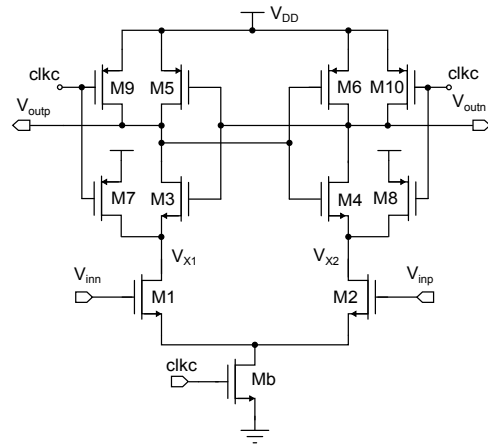 V_DD
clkc M9 M5 M6 M10 clkc
V_outp V_outn
M7 M3 M4 M8
V_X1 V_X2
V_inn M1 M2 V_inp
clkc Mb